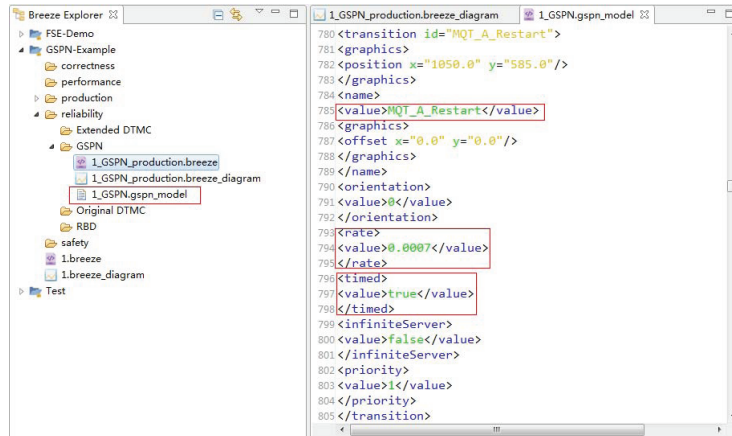 Breeze Explorer
FSE-Demo
GSPN-Example
correctness
performance
production
reliability
Extended DTMC
GSPN
1_GSPN_production.breeze
1_GSPN_production.breeze_diagram
1_GSPN.gspn_model
Original DTMC
RBD
safety
1.breeze
1.breeze_diagram
Test
1_GSPN_production.breeze_diagram
1_GSPN.gspn_model
780 <transition id="MQT_A_Restart">
781 <graphics>
782 <position x="1050.0" y="585.0"/>
783 </graphics>
784 <name>
785 <value>MQT_A_Restart</value>
786 <graphics>
787 <offset x="0.0" y="0.0"/>
788 </graphics>
789 </name>
790 <orientation>
791 <value>0</value>
792 </orientation>
793 <rate>
794 <value>0.0007</value>
795 </rate>
796 <timed>
797 <value>true</value>
798 </timed>
799 <infiniteServer>
800 <value>false</value>
801 </infiniteServer>
802 <priority>
803 <value>1</value>
804 </priority>
805 </transition>